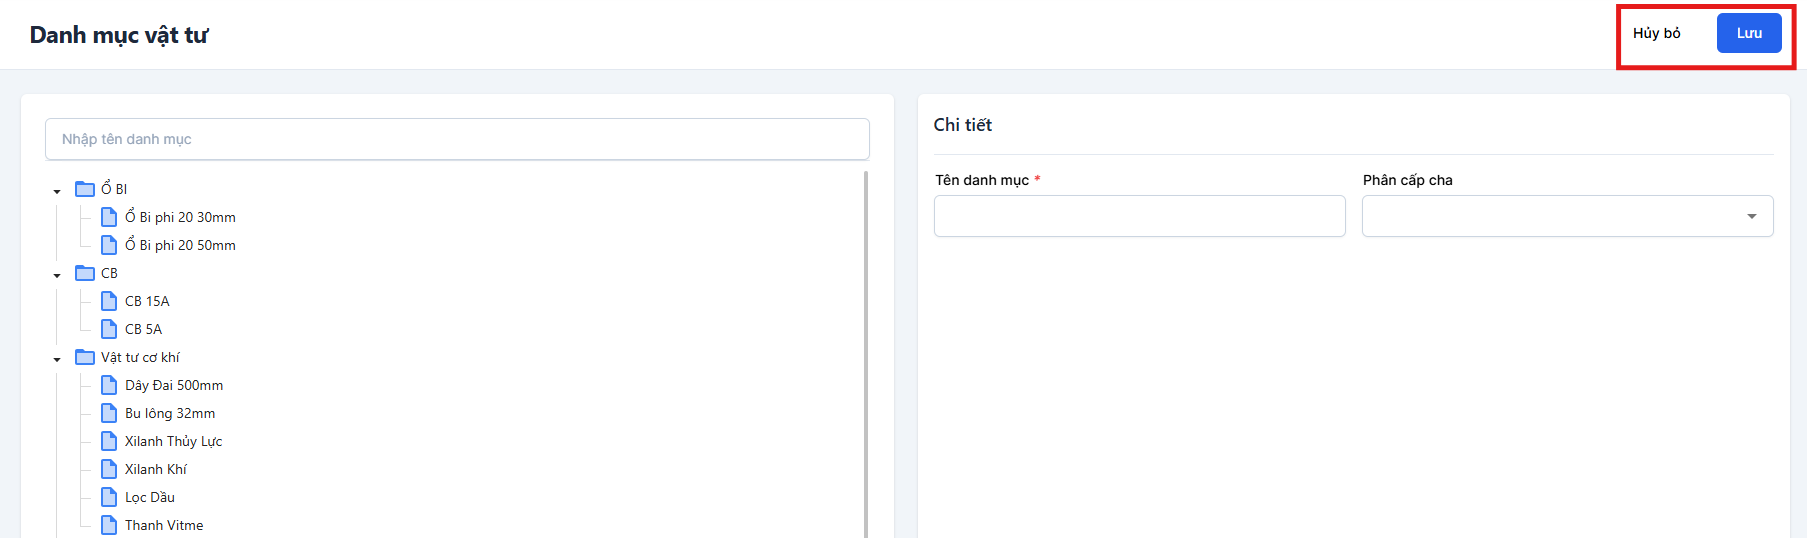 Danh mục vật tư
Hủy bỏ
Lưu
Nhập tên danh mục
Ổ BI
Ổ Bi phi 20 30mm
Ổ Bi phi 20 50mm
CB
CB 15A
CB 5A
Vật tư cơ khí
Dây Đai 500mm
Bu lông 32mm
Xilanh Thủy Lực
Xilanh Khí
Lọc Dầu
Thanh Vitme
Chi tiết
Tên danh mục *
Phân cấp cha